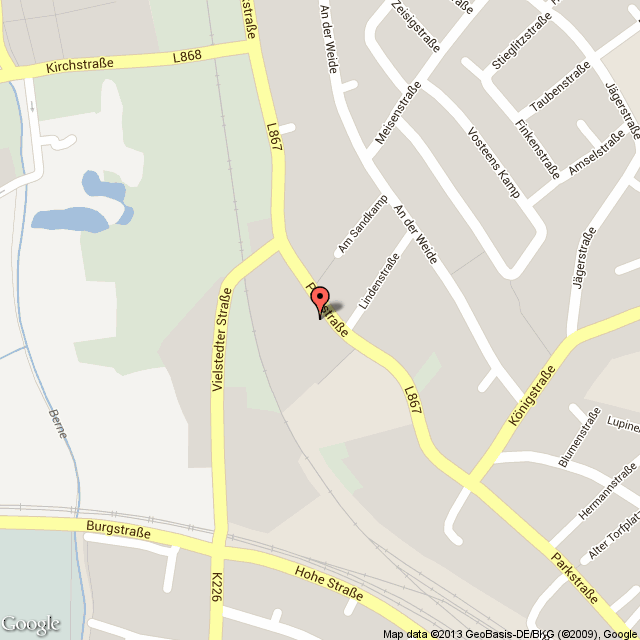 kstraße
An der Weide
Zeisigstraße
Stieglitzstraße
Kirchstraße
L868
Meisenstraße
Taubenstraße
Jägerstraße
L867
Vosteens Kamp
Finkenstraße
Amselstraße
Am Sandkamp
An der Weide
Lindenstraße
Jägerstraße
Vielstedter Straße
straße
L867
Königstraße
Berne
Blumenstraße
Lupine
Hermannstraße
Burgstraße
Alter Torfplatz
Hohe Straße
K226
Parkstraße
Google
Map data ©2013 GeoBasis-DE/BKG (©2009), Google